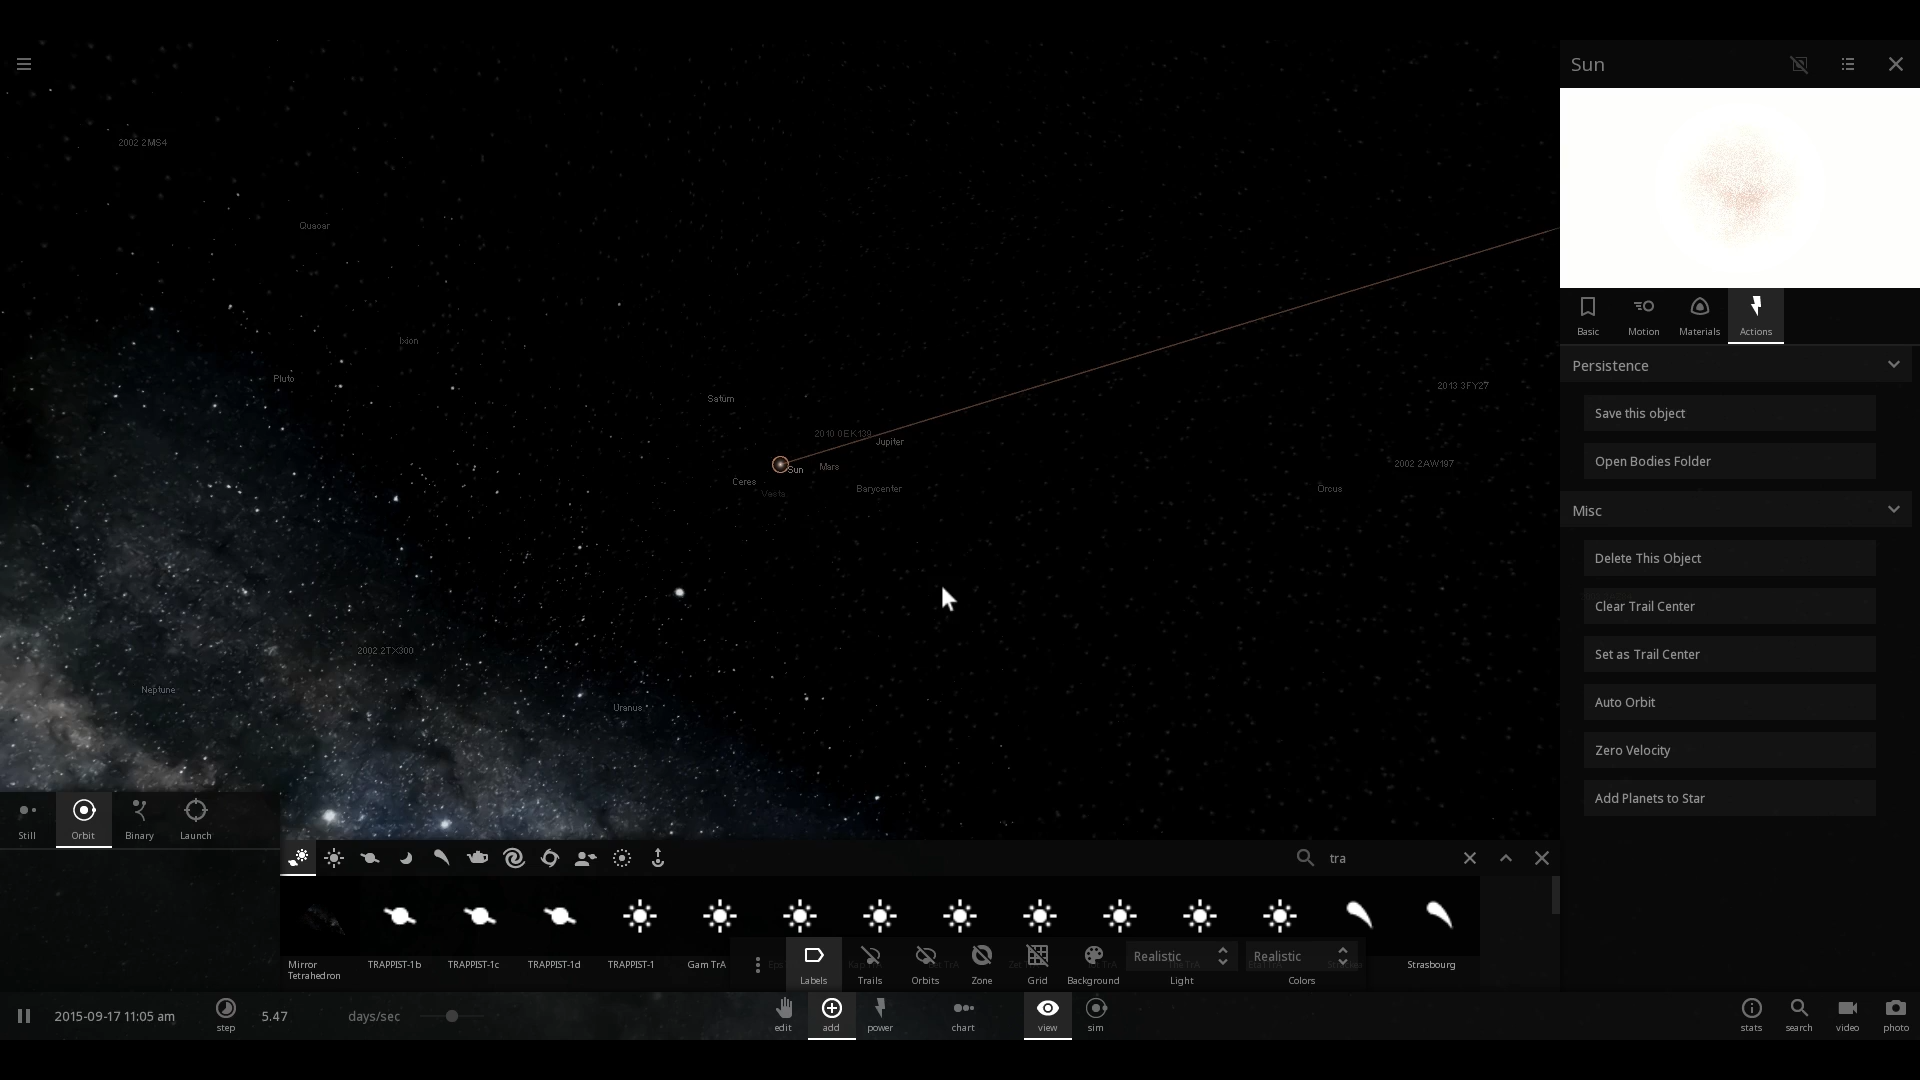 Sun
2002 2MS4
Quaoar
Ixion
Pluto
Saturn
2010 0EK139
Jupiter
Sun
Mars
Ceres
Vesta
Barycenter
2013 3FY27
2002 2AW197
Orcus
2002 2TX300
Neptune
Uranus
Basic Motion Materials Actions
Persistence
Save this object
Open Bodies Folder
Misc
Delete This Object
Clear Trail Center
Set as Trail Center
Auto Orbit
Zero Velocity
Add Planets to Star
Still Orbit Binary Launch
tra
Mirror
Tetrahedron
TRAPPIST-1b TRAPPIST-1c TRAPPIST-1d TRAPPIST-1 Gam TrA Strasbourg
Realistic Realistic
Labels Trails Orbits Zone Grid Background Light Colors
2015-09-17 11:05 am step 5.47 days/sec
edit add power chart view sim
stats search video photo